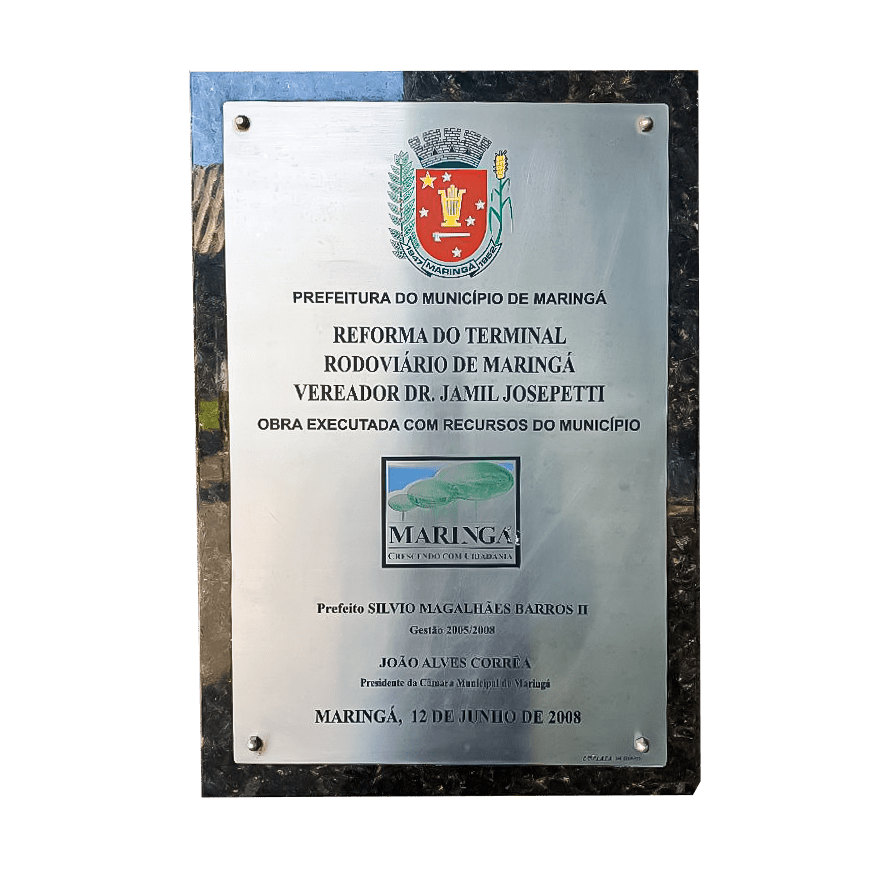 1947 MARINGÁ 1952
PREFEITURA DO MUNICÍPIO DE MARINGÁ
REFORMA DO TERMINAL
RODOVIÁRIO DE MARINGÁ
VEREADOR DR. JAMIL JOSEPETTI
OBRA EXECUTADA COM RECURSOS DO MUNICÍPIO
MARINGÁ
CRESCENDO COM CIDADANIA
Prefeito SILVIO MAGALHÃES BARROS II
Gestão 2005/2008
JOÃO ALVES CORRÊA
Presidente da Câmara Municipal de Maringá
MARINGÁ, 12 DE JUNHO DE 2008